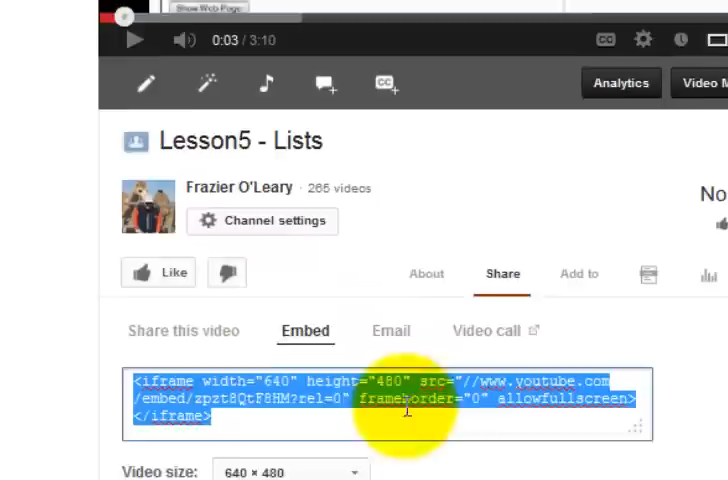 Show Web Page
0:03 / 3:10
CC
CC
Analytics
Video M
Lesson5 - Lists
Frazier O'Leary · 265 videos
No
Channel settings
Like
About
Share
Add to
Share this video
Embed
Email
Video call
<iframe width="640" height="480" src="//www.youtube.com
/embed/zpzt8QtF8HM?rel=0" frameborder="0" allowfullscreen>
</iframe>
Video size:
640 × 480